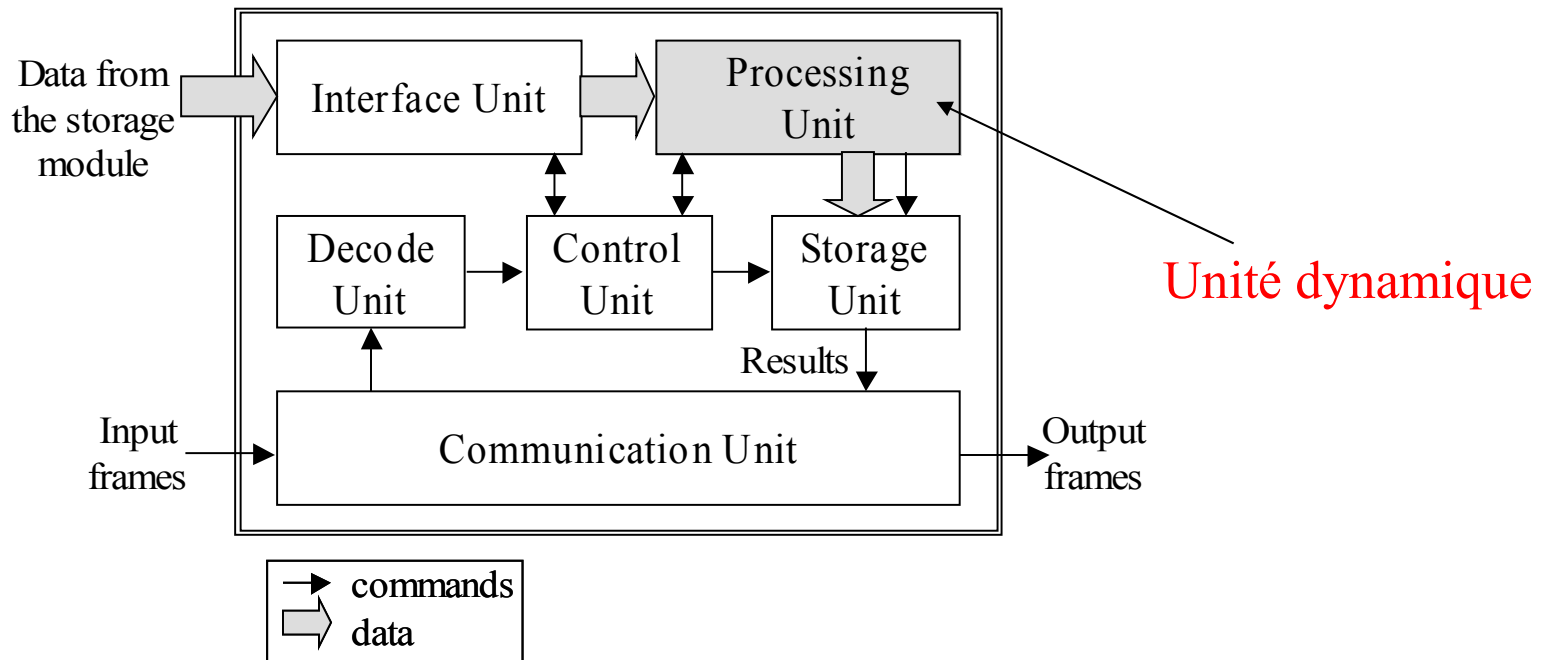 Data from
the storage
module
Interface Unit
Processing
Unit
Decode
Unit
Control
Unit
Storage
Unit
Unité dynamique
Results
Input
frames
Communication Unit
Output
frames
commands
data